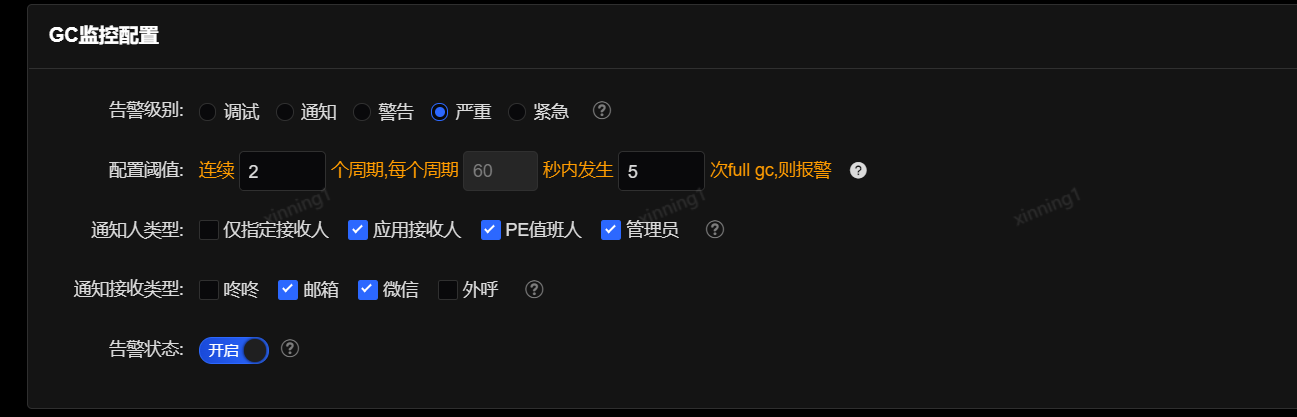 GC监控配置
告警级别: 调试 通知 警告 严重 紧急 ?
配置阈值: 连续 2 个周期,每个周期 60 秒内发生 5 次full gc,则报警 ?
xinning1 xinning1 xinning1
通知人类型: 仅指定接收人 应用接收人 PE值班人 管理员 ?
通知接收类型: 咚咚 邮箱 微信 外呼 ?
告警状态: 开启 ?